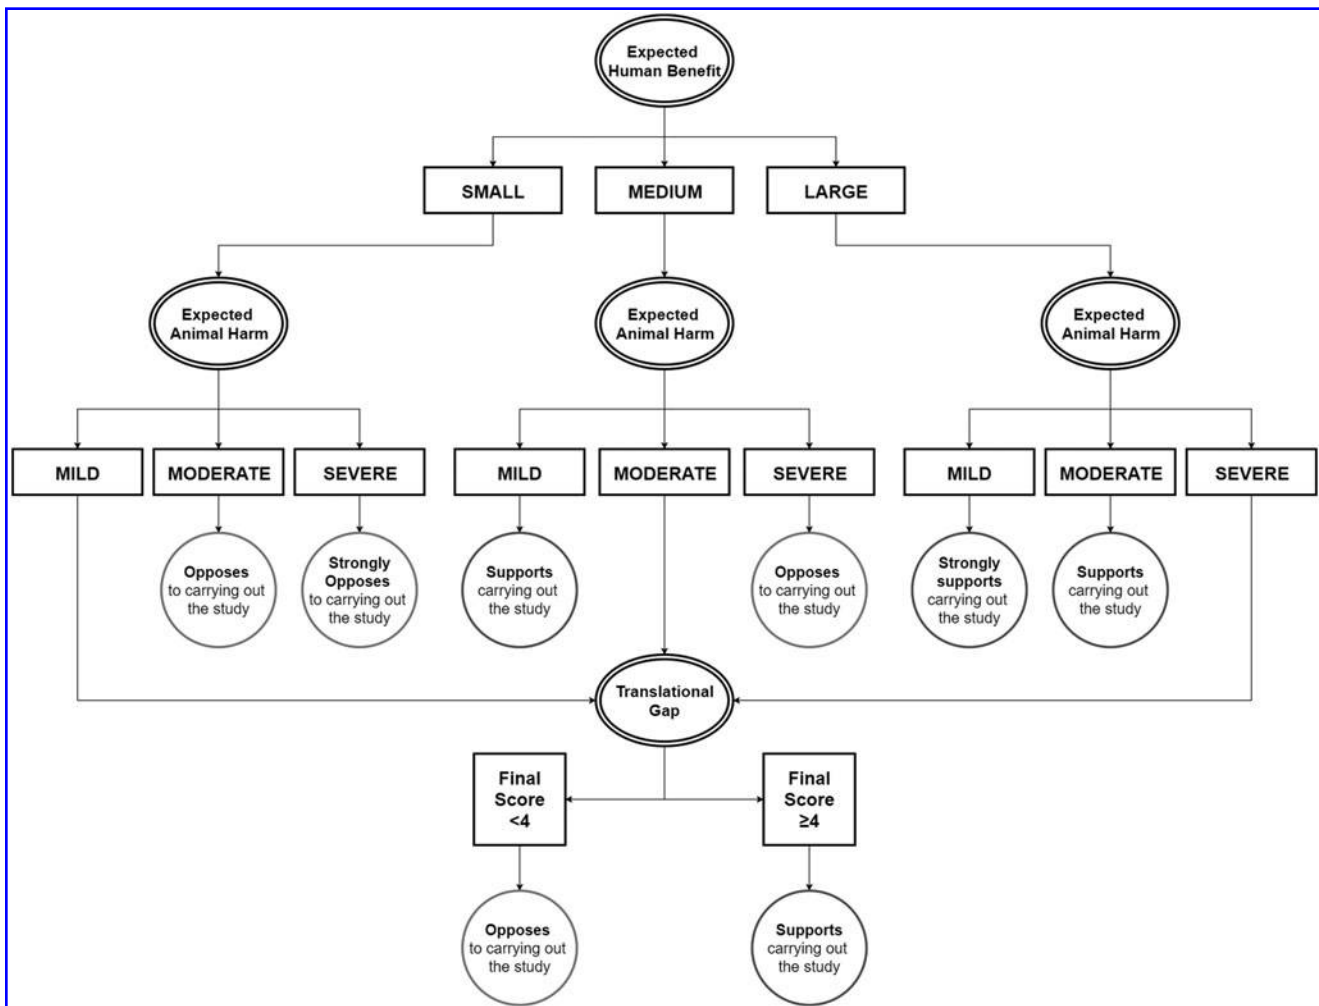 Expected
Human Benefit
SMALL
MEDIUM
LARGE
Expected
Animal Harm
Expected
Animal Harm
Expected
Animal Harm
MILD
MODERATE
SEVERE
MILD
MODERATE
SEVERE
MILD
MODERATE
SEVERE
Opposes
to carrying out
the study
Strongly
Opposes
to carrying out
the study
Supports
carrying out
the study
Opposes
to carrying out
the study
Strongly
supports
carrying out
the study
Supports
carrying out
the study
Translational
Gap
Final
Score
<4
Final
Score
≥4
Opposes
to carrying out
the study
Supports
carrying out
the study